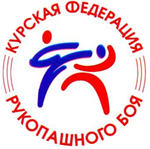 КУРСКАЯ ФЕДЕРАЦИЯ
РУКОПАШНОГО БОЯ